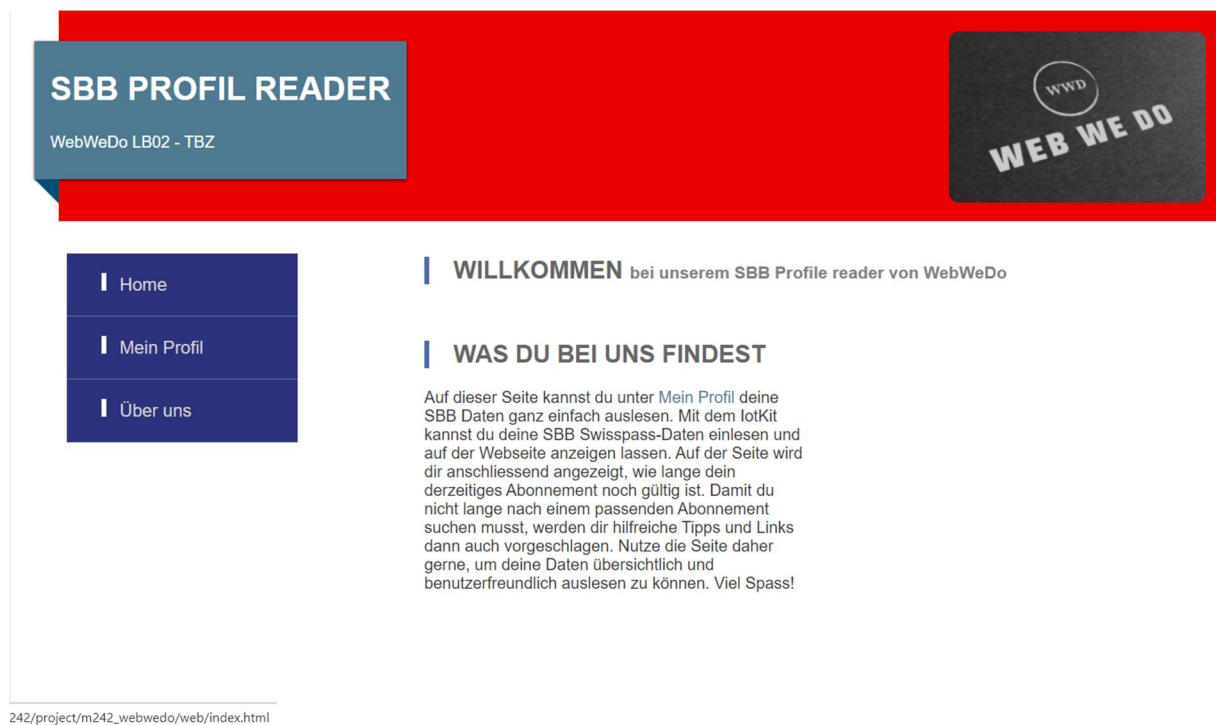 SBB PROFIL READER
WebWeDo LB02 - TBZ
WWD
WEB WE DO
Home
Mein Profil
Über uns
WILLKOMMEN bei unserem SBB Profile reader von WebWeDo
WAS DU BEI UNS FINDEST
Auf dieser Seite kannst du unter Mein Profil deine
SBB Daten ganz einfach auslesen. Mit dem IotKit
kannst du deine SBB Swisspass-Daten einlesen und
auf der Webseite anzeigen lassen. Auf der Seite wird
dir anschliessend angezeigt, wie lange dein
derzeitiges Abonnement noch gültig ist. Damit du
nicht lange nach einem passenden Abonnement
suchen musst, werden dir hilfreiche Tipps und Links
dann auch vorgeschlagen. Nutze die Seite daher
gerne, um deine Daten übersichtlich und
benutzerfreundlich auslesen zu können. Viel Spass!
242/project/m242_webwedo/web/index.html